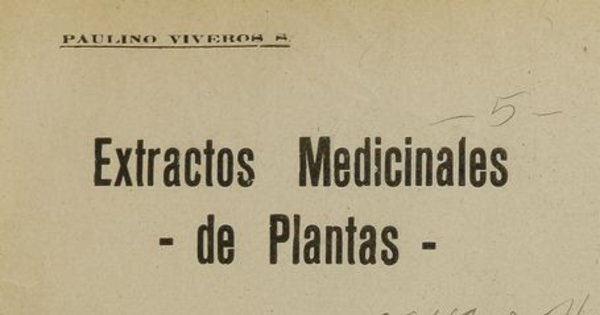 PAULINO VIVEROS S.
- 5 -
Extractos Medicinales
- de Plantas -